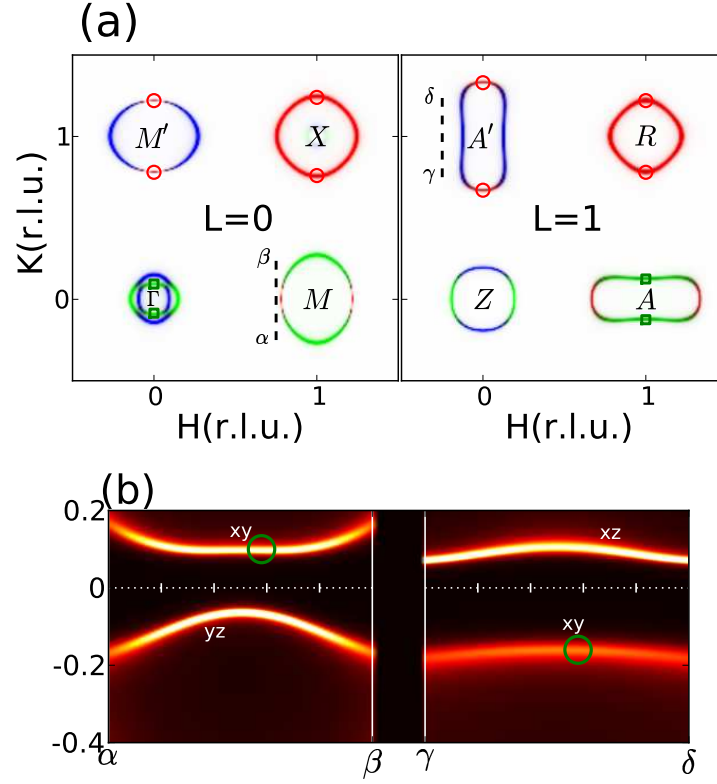 (a)
δ
M′ X A′ R
1
γ
L=0 L=1
K(r.l.u.)
β
Γ M Z A
0
α
0 1 0 1
H(r.l.u.) H(r.l.u.)
(b)
0.2
xy xz
0
xy
yz
-0.2
-0.4
α β γ δ